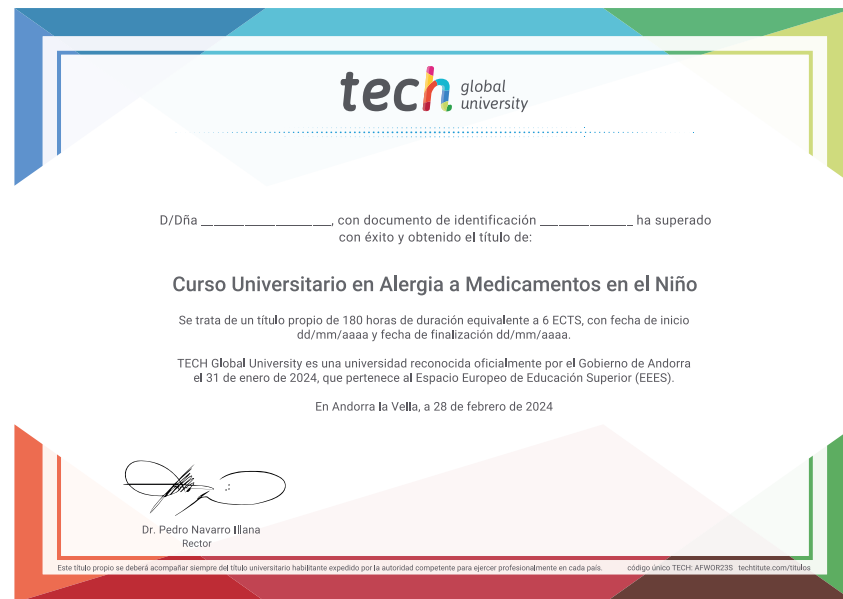 tech global university
D/Dña ______________________, con documento de identificación ________________ ha superado
con éxito y obtenido el título de:
Curso Universitario en Alergia a Medicamentos en el Niño
Se trata de un título propio de 180 horas de duración equivalente a 6 ECTS, con fecha de inicio
dd/mm/aaaa y fecha de finalización dd/mm/aaaa.
TECH Global University es una universidad reconocida oficialmente por el Gobierno de Andorra
el 31 de enero de 2024, que pertenece al Espacio Europeo de Educación Superior (EEES).
En Andorra la Vella, a 28 de febrero de 2024
Dr. Pedro Navarro Illana
Rector
Este título propio se deberá acompañar siempre del título universitario habilitante expedido por la autoridad competente para ejercer profesionalmente en cada país. código único TECH: AFWOR23S techtitute.com/titulos